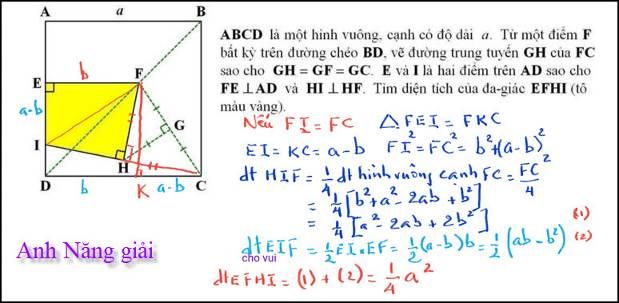 A a B
ABCD là một hình vuông, cạnh có độ dài a. Từ một điểm F
bất kỳ trên đường chéo BD, vẽ đường trung tuyến GH của FC
sao cho GH = GF = GC. E và I là hai điểm trên AD sao cho
FE ⊥ AD và HI ⊥ HF. Tìm diện tích của đa-giác EFHI (tô
màu vàng).
E b F
a-b
G
I
H
D b K a-b C
Nếu FI = FC △FEI = FKC
EI = KC = a-b FI² = FC² = b²+(a-b)²
dt HIF = 1/4 dt hình vuông cạnh FC = FC²/4
= 1/4 [b²+a²-2ab+b²]
= 1/4 [a²-2ab+2b²] (1)
dt EIF = 1/2 EI.EF = 1/2 (a-b)b = 1/2 (ab-b²) (2)
Anh Năng giải
cho vui
dt EFHI = (1) + (2) = 1/4 a²